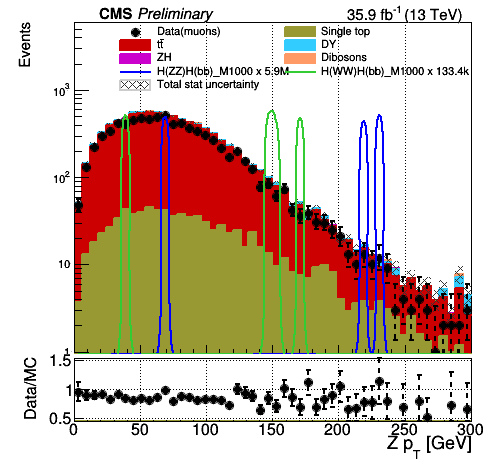 CMS Preliminary 35.9 fb⁻¹ (13 TeV)
Data(muons) Single top
tt̄ DY
ZH Dibosons
H(ZZ)H(bb)_M1000 x 5.9M H(WW)H(bb)_M1000 x 133.4k
Total stat uncertainty
Events
10³
10²
10
1
Data/MC
1.5
1.0
0.5
0 50 100 150 200 250 300
Z p_T [GeV]